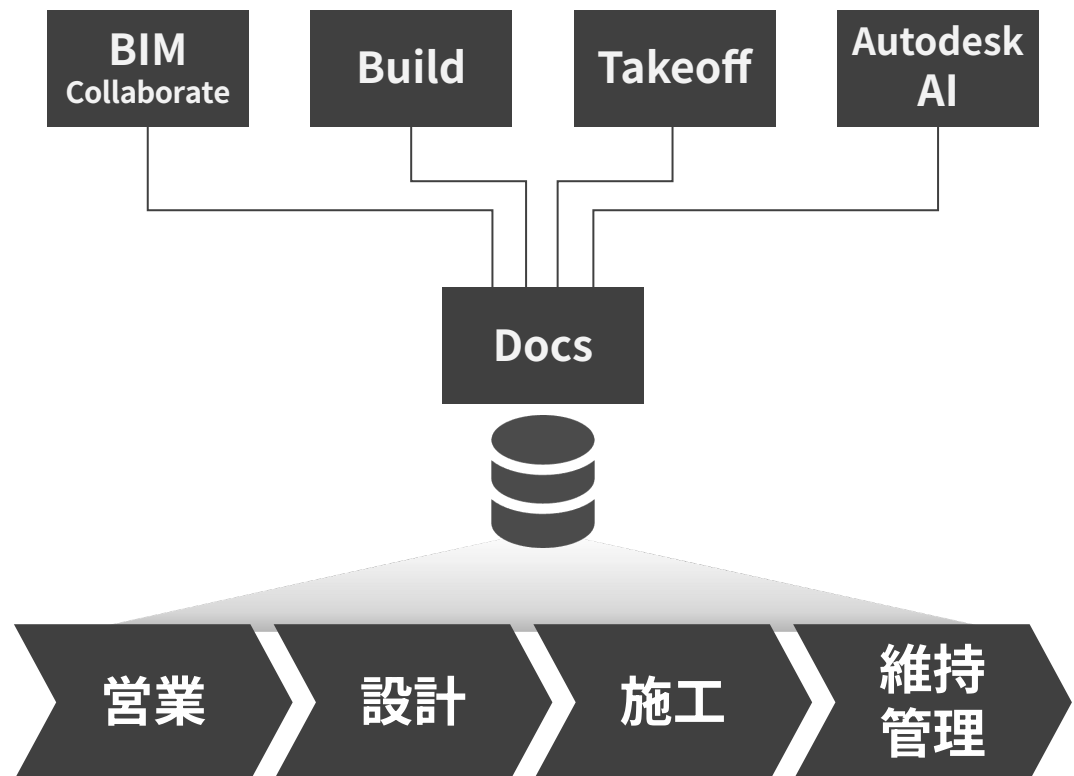 BIM
Collaborate
Build
Takeoff
Autodesk
AI
Docs
営業
設計
施工
維持
管理